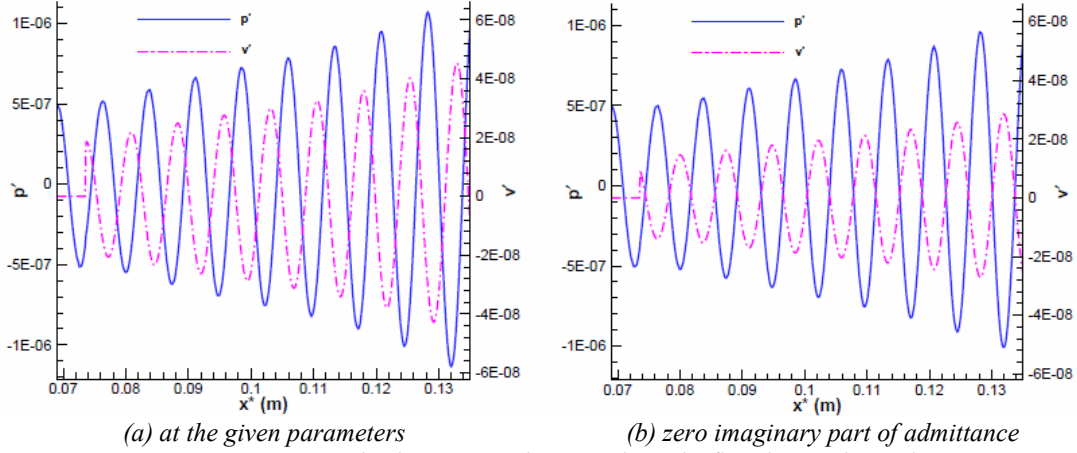 1E-06
5E-07
0
-5E-07
-1E-06
p'
p'
v'
6E-08
4E-08
2E-08
0
-2E-08
-4E-08
-6E-08
v'
0.07 0.08 0.09 0.1 0.11 0.12 0.13
x* (m)
(a) at the given parameters
1E-06
5E-07
0
-5E-07
-1E-06
p'
p'
v'
6E-08
4E-08
2E-08
0
-2E-08
-4E-08
-6E-08
v'
0.07 0.08 0.09 0.1 0.11 0.12 0.13
x* (m)
(b) zero imaginary part of admittance